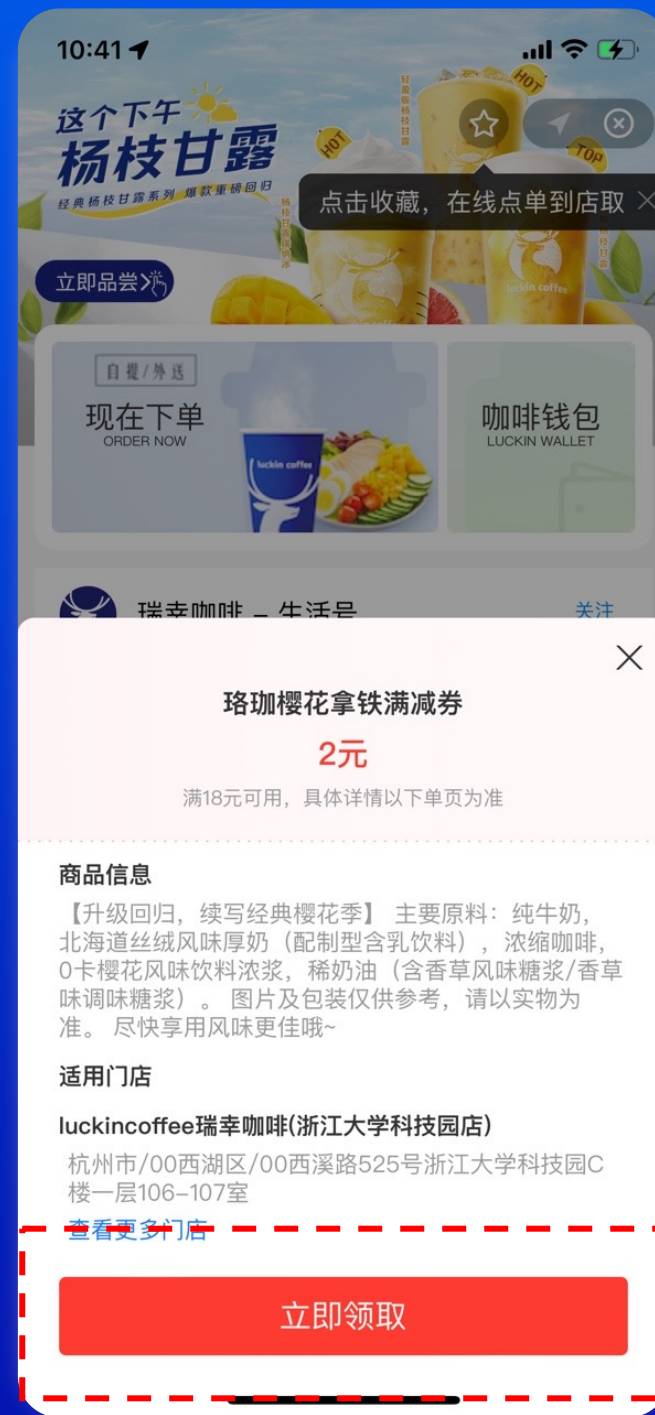 10:41
这个下午
杨枝甘露
经典杨枝甘露系列 爆款重磅回归
HOT
HOT
TOP
轻盈版杨枝甘露
点击收藏，在线点单到店取
立即品尝
luckin coffee
自提/外送
现在下单
ORDER NOW
luckin coffee
咖啡钱包
LUCKIN WALLET
瑞幸咖啡 – 生活号
关注
珞珈樱花拿铁满减券
2元
满18元可用，具体详情以下单页为准
商品信息
【升级回归，续写经典樱花季】 主要原料：纯牛奶，
北海道丝绒风味厚奶（配制型含乳饮料），浓缩咖啡，
0卡樱花风味饮料浓浆，稀奶油（含香草风味糖浆/香草
味调味糖浆）。 图片及包装仅供参考，请以实物为
准。 尽快享用风味更佳哦~
适用门店
luckincoffee瑞幸咖啡(浙江大学科技园店)
杭州市/00西湖区/00西溪路525号浙江大学科技园C
楼一层106–107室
查看更多门店
立即领取